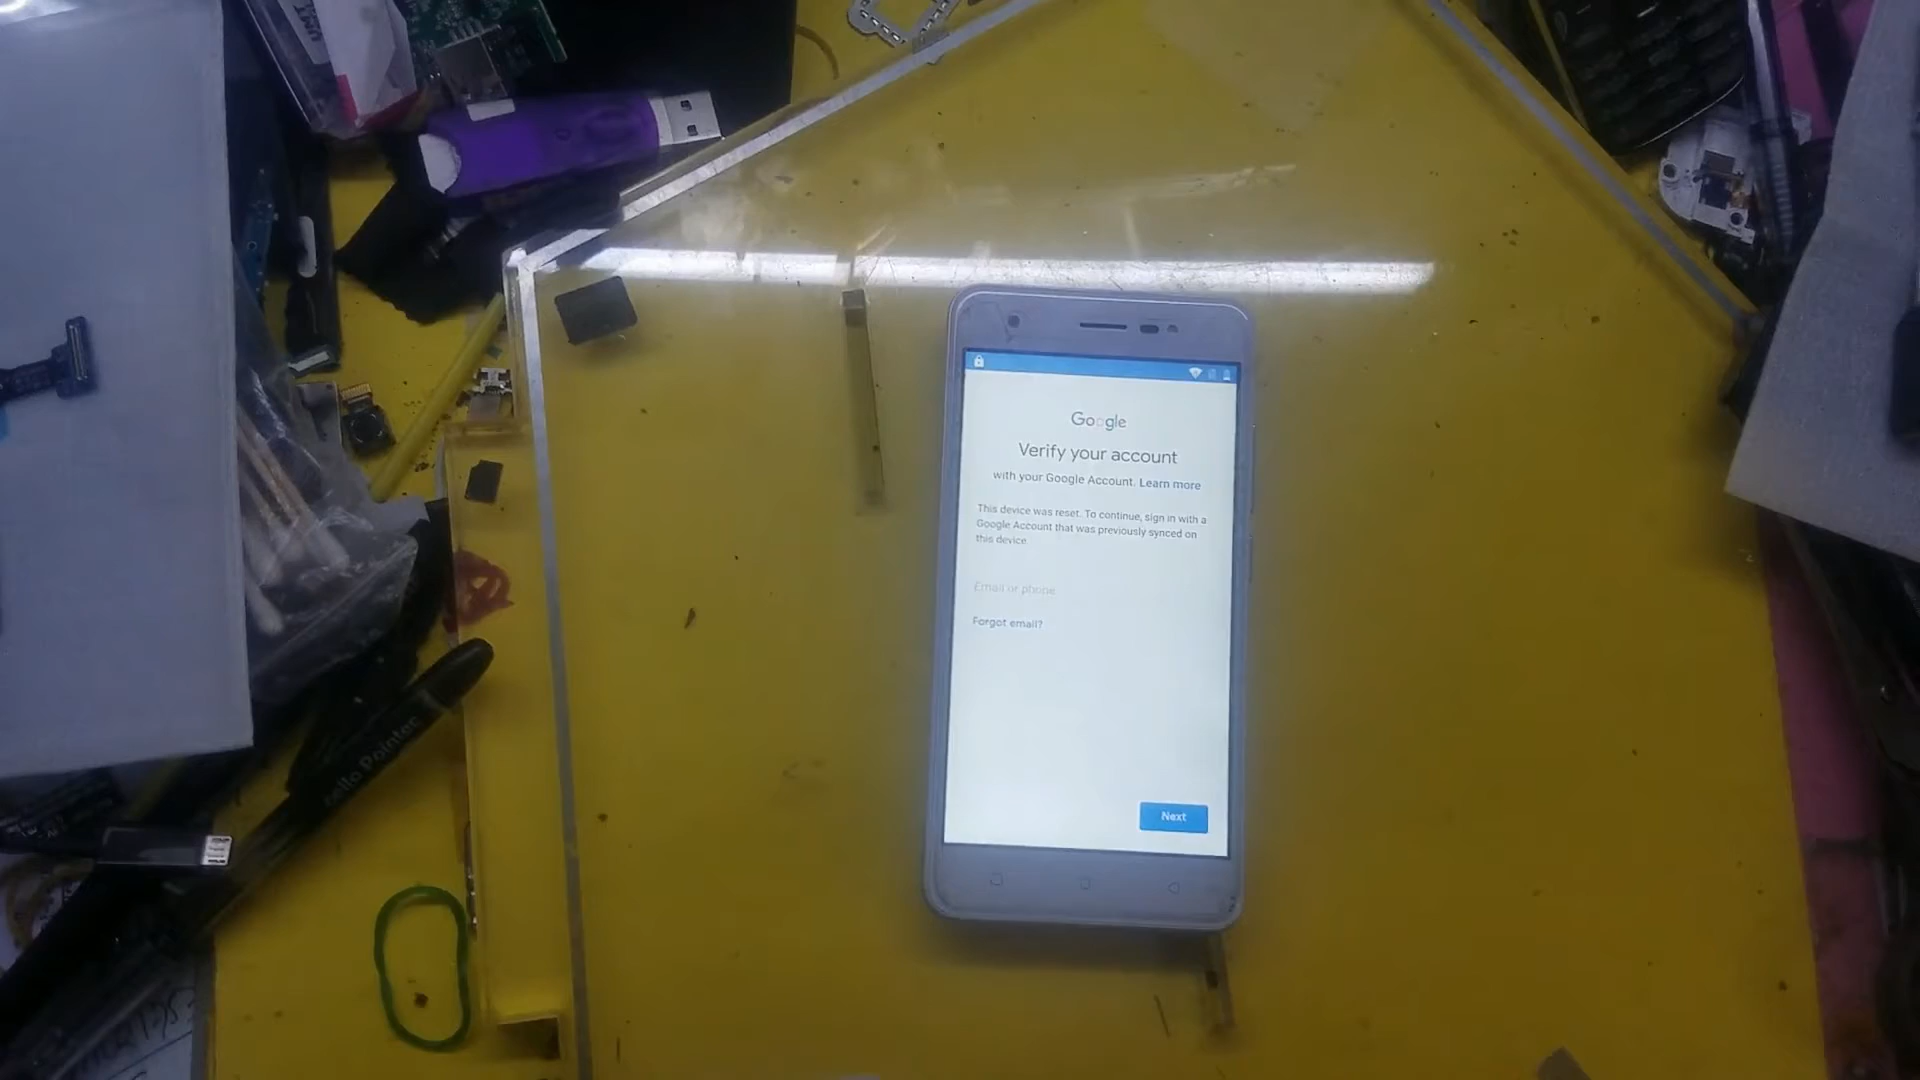 Google
Verify your account
with your Google Account. Learn more
This device was reset. To continue, sign in with a
Google Account that was previously synced on
this device.
Email or phone
Forgot email?
Next
Pointer